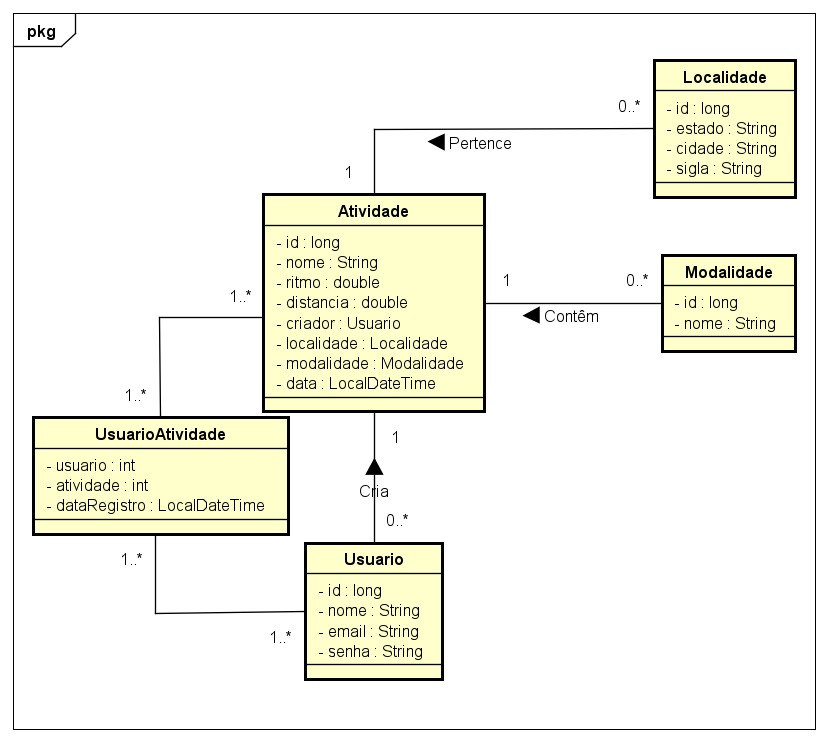 pkg
Localidade
- id : long
- estado : String
- cidade : String
- sigla : String
0..*
Pertence
1
Atividade
- id : long
- nome : String
- ritmo : double
- distancia : double
- criador : Usuario
- localidade : Localidade
- modalidade : Modalidade
- data : LocalDateTime
Modalidade
- id : long
- nome : String
1
0..*
Contêm
1..*
1..*
UsuarioAtividade
- usuario : int
- atividade : int
- dataRegistro : LocalDateTime
1
Cria
0..*
1..*
1..*
Usuario
- id : long
- nome : String
- email : String
- senha : String